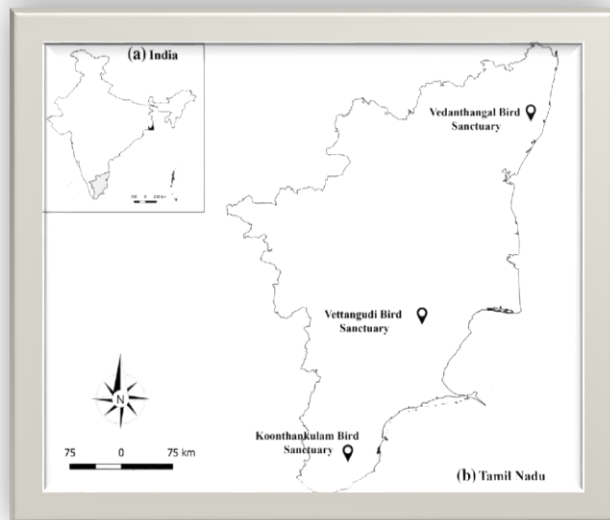 (a) India
Vedanthangal Bird
Sanctuary
Vettangudi Bird
Sanctuary
N
Koonthankulam Bird
Sanctuary
75 0 75 km
(b) Tamil Nadu